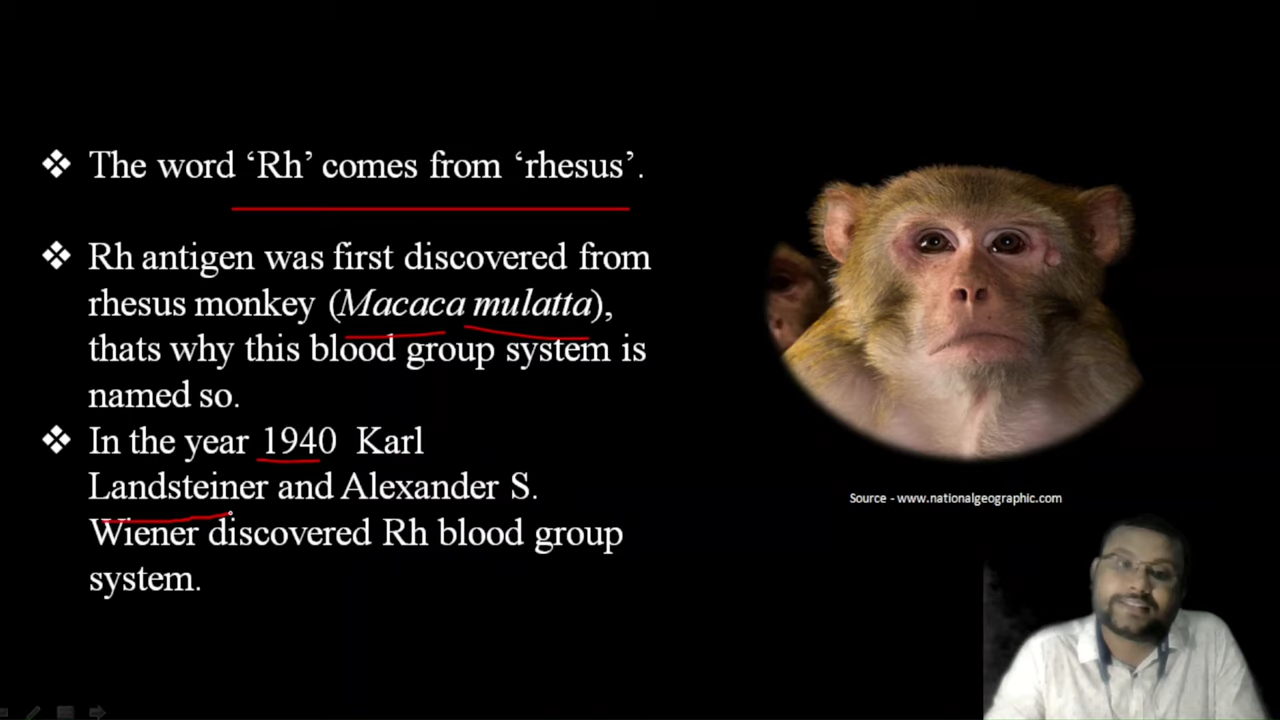 ❖ The word ‘Rh’ comes from ‘rhesus’.
❖ Rh antigen was first discovered from
rhesus monkey (Macaca mulatta),
thats why this blood group system is
named so.
❖ In the year 1940 Karl
Landsteiner and Alexander S.
Wiener discovered Rh blood group
system.
Source - www.nationalgeographic.com